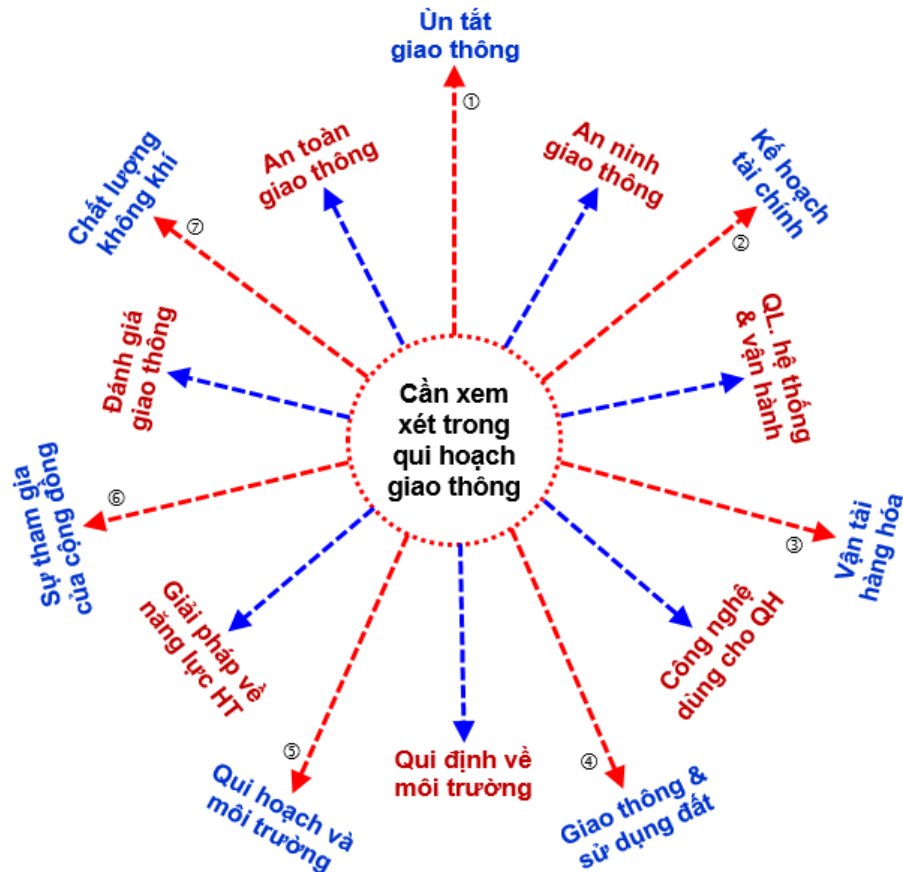 Ùn tắt
giao thông
①
An toàn
giao thông
An ninh
giao thông
Kế hoạch
tài chính
②
Chất lượng
không khí
⑦
QL. hệ thống
& vận hành
Đánh giá
giao thông
Cần xem
xét trong
qui hoạch
giao thông
Vận tải
hàng hóa
③
Sự tham gia
của cộng đồng
⑥
Công nghệ
dùng cho QH
Giải pháp về
năng lực HT
Qui định về
môi trường
Giao thông &
sử dụng đất
④
Qui hoạch và
môi trường
⑤